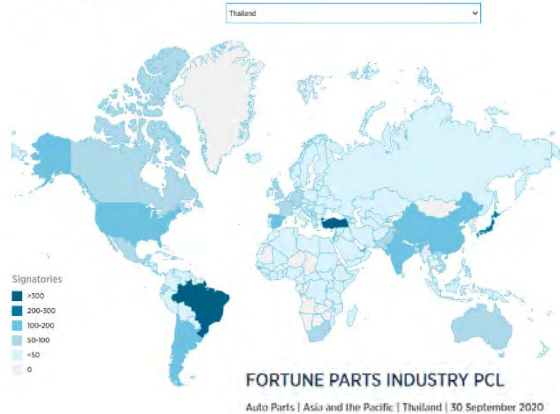 Thailand
Signatories
>300
200-300
100-200
50-100
<50
0
FORTUNE PARTS INDUSTRY PCL
Auto Parts | Asia and the Pacific | Thailand | 30 September 2020